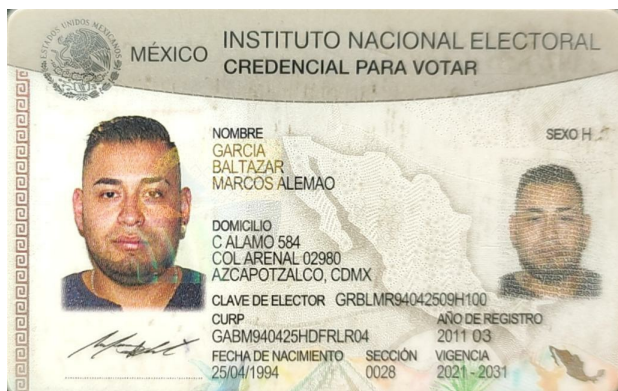 ESTADOS UNIDOS MEXICANOS
MÉXICO INSTITUTO NACIONAL ELECTORAL
CREDENCIAL PARA VOTAR
NOMBRE SEXO H
GARCIA
BALTAZAR
MARCOS ALEMAO
DOMICILIO
C ALAMO 584
COL ARENAL 02980
AZCAPOTZALCO, CDMX
CLAVE DE ELECTOR GRBLMR94042509H100
CURP AÑO DE REGISTRO
GABM940425HDFRLR04 2011 03
FECHA DE NACIMIENTO SECCIÓN VIGENCIA
25/04/1994 0028 2021 - 2031